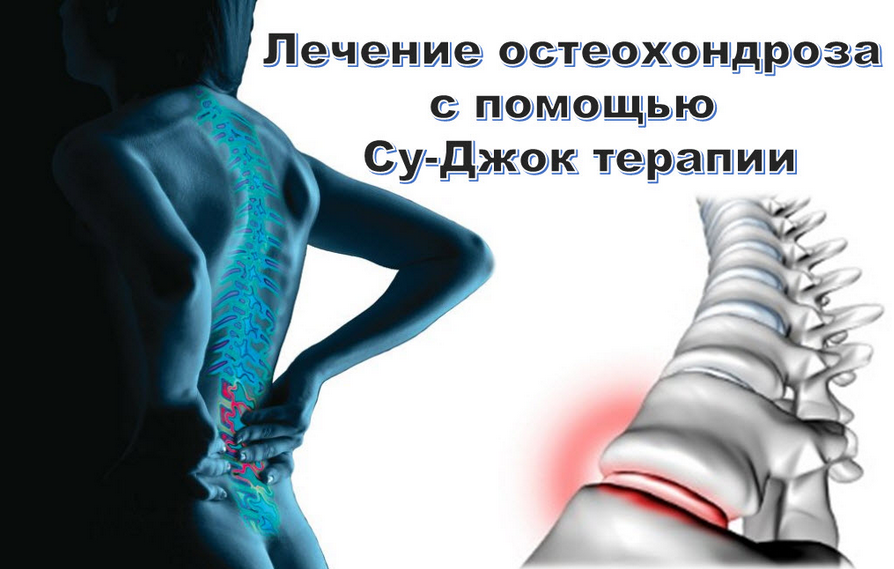 Лечение остеохондроза
с помощью
Су-Джок терапии